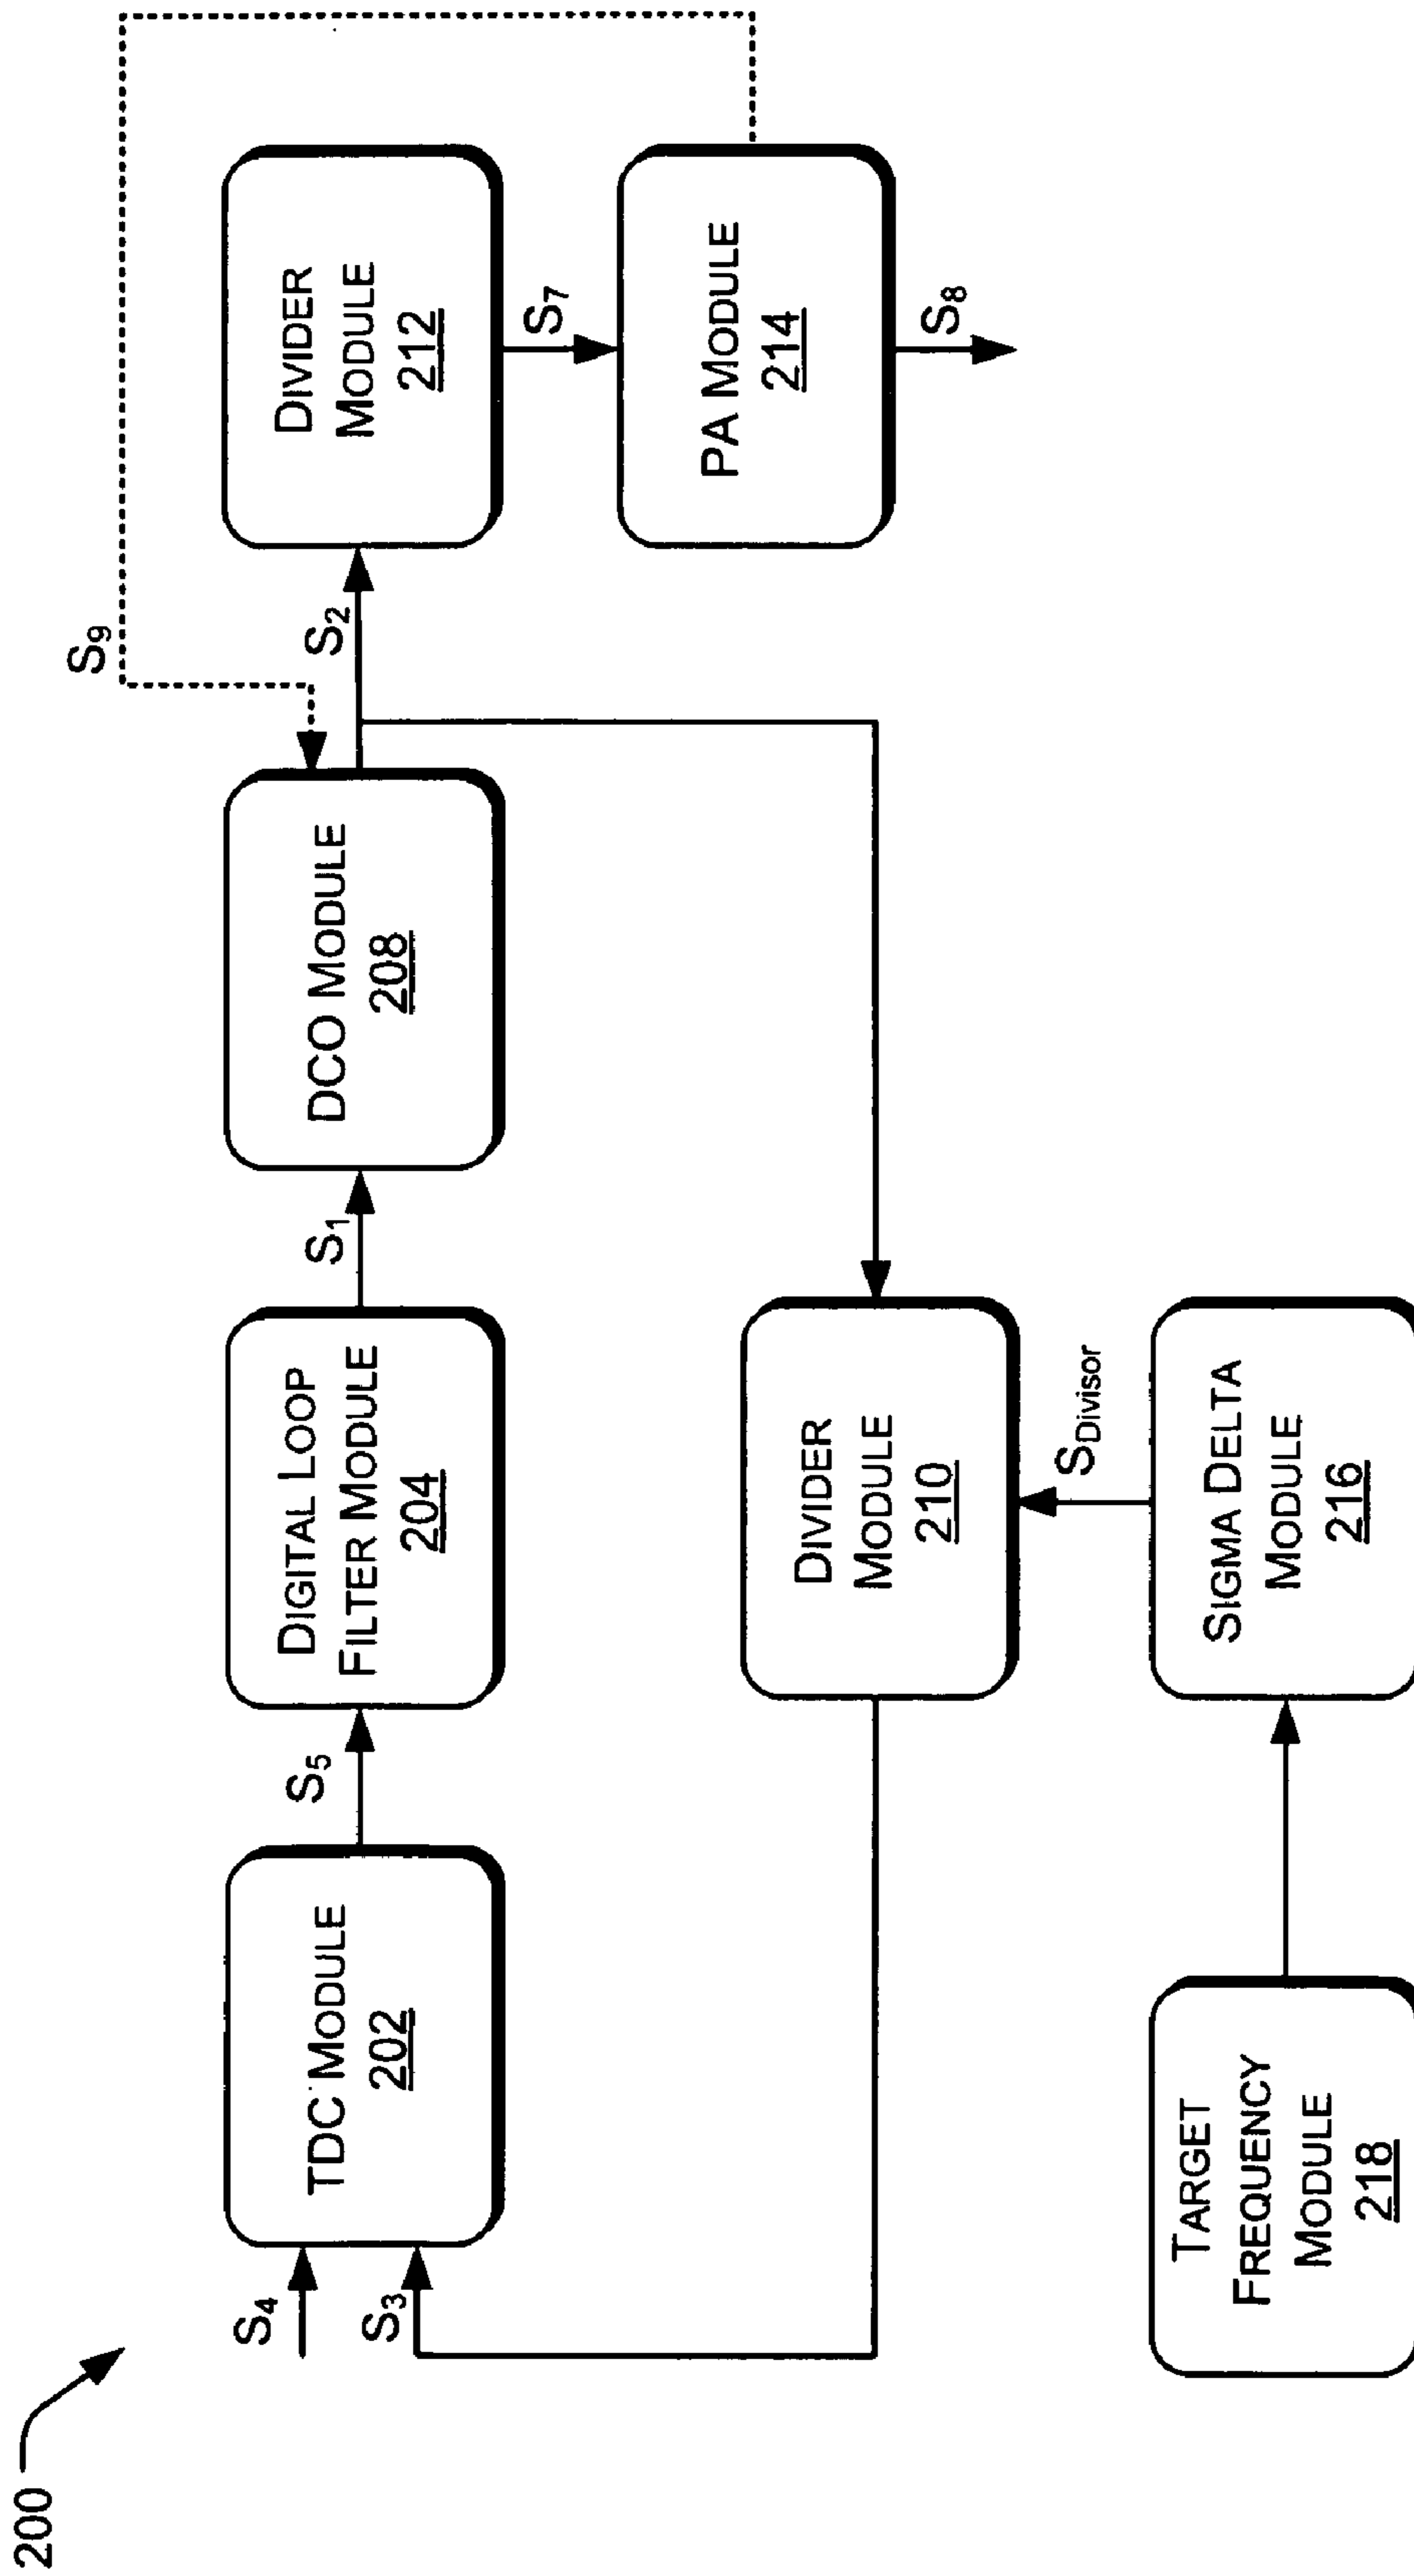 200
S4
S3
TDC MODULE
202
S5
DIGITAL LOOP
FILTER MODULE
204
S1
DCO MODULE
208
S9
S2
DIVIDER
MODULE
212
S7
PA MODULE
214
S8
DIVIDER
MODULE
210
SDivisor
TARGET
FREQUENCY
MODULE
218
SIGMA DELTA
MODULE
216